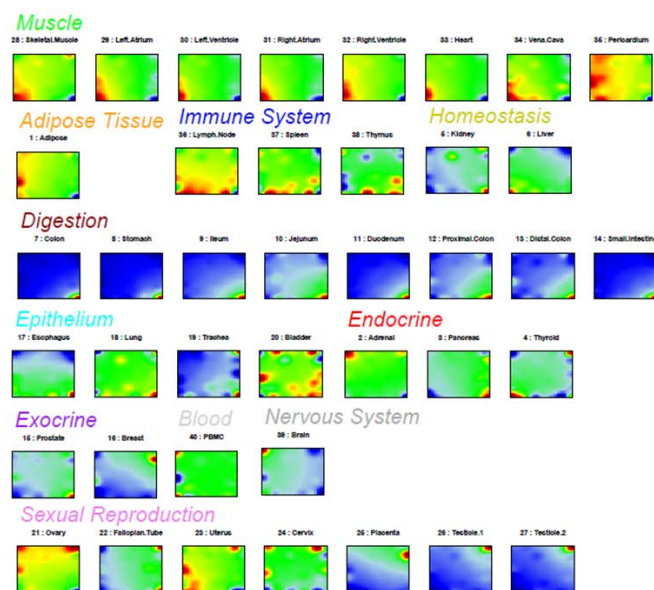 Muscle
28 : Skeletal.Muscle 29 : Left.Atrium 30 : Left.Ventricle 31 : Right.Atrium 32 : Right.Ventricle 33 : Heart 34 : Vena.Cava 35 : Pericardium
Adipose Tissue Immune System Homeostasis
1 : Adipose 36 : Lymph.Node 37 : Spleen 38 : Thymus 5 : Kidney 6 : Liver
Digestion
7 : Colon 8 : Stomach 9 : Ileum 10 : Jejunum 11 : Duodenum 12 : Proximal.Colon 13 : Distal.Colon 14 : Small.Intestine
Epithelium Endocrine
17 : Esophagus 18 : Lung 19 : Trachea 20 : Bladder 2 : Adrenal 3 : Pancreas 4 : Thyroid
Exocrine Blood Nervous System
15 : Prostate 16 : Breast 40 : PBMC 39 : Brain
Sexual Reproduction
21 : Ovary 22 : Fallopian.Tube 23 : Uterus 24 : Cervix 25 : Placenta 26 : Testicle.1 27 : Testicle.2